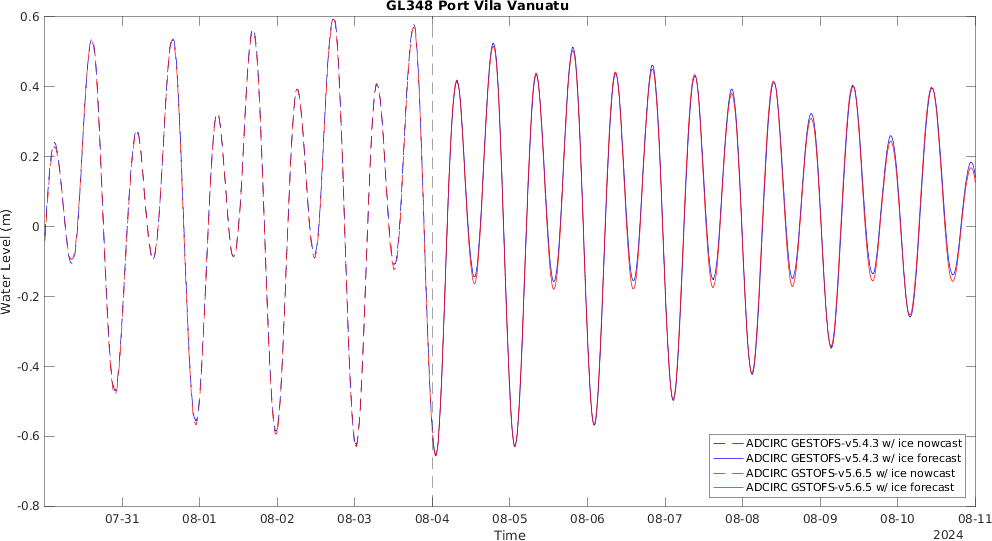 GL348 Port Vila Vanuatu
0.6
0.4
0.2
0
-0.2
-0.4
-0.6
-0.8
Water Level (m)
ADCIRC GESTOFS-v5.4.3 w/ ice nowcast
ADCIRC GESTOFS-v5.4.3 w/ ice forecast
ADCIRC GSTOFS-v5.6.5 w/ ice nowcast
ADCIRC GSTOFS-v5.6.5 w/ ice forecast
07-31 08-01 08-02 08-03 08-04 08-05 08-06 08-07 08-08 08-09 08-10 08-11
Time
2024